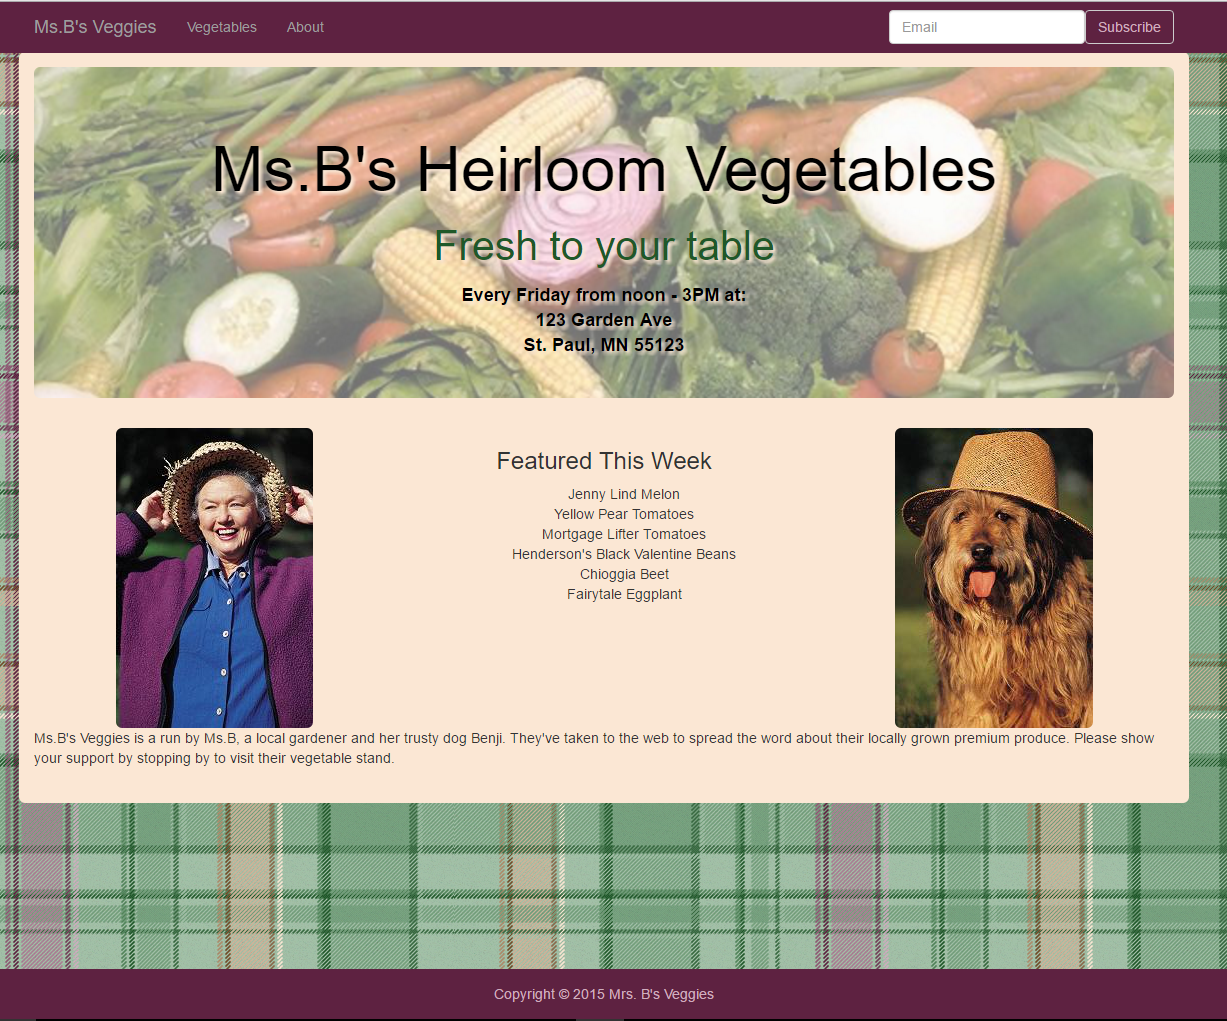 Ms.B's Veggies Vegetables About Email Subscribe
Ms.B's Heirloom Vegetables
Fresh to your table
Every Friday from noon - 3PM at:
123 Garden Ave
St. Paul, MN 55123
Featured This Week
Jenny Lind Melon
Yellow Pear Tomatoes
Mortgage Lifter Tomatoes
Henderson's Black Valentine Beans
Chioggia Beet
Fairytale Eggplant
Ms.B's Veggies is a run by Ms.B, a local gardener and her trusty dog Benji. They've taken to the web to spread the word about their locally grown premium produce. Please show
your support by stopping by to visit their vegetable stand.
Copyright © 2015 Mrs. B's Veggies